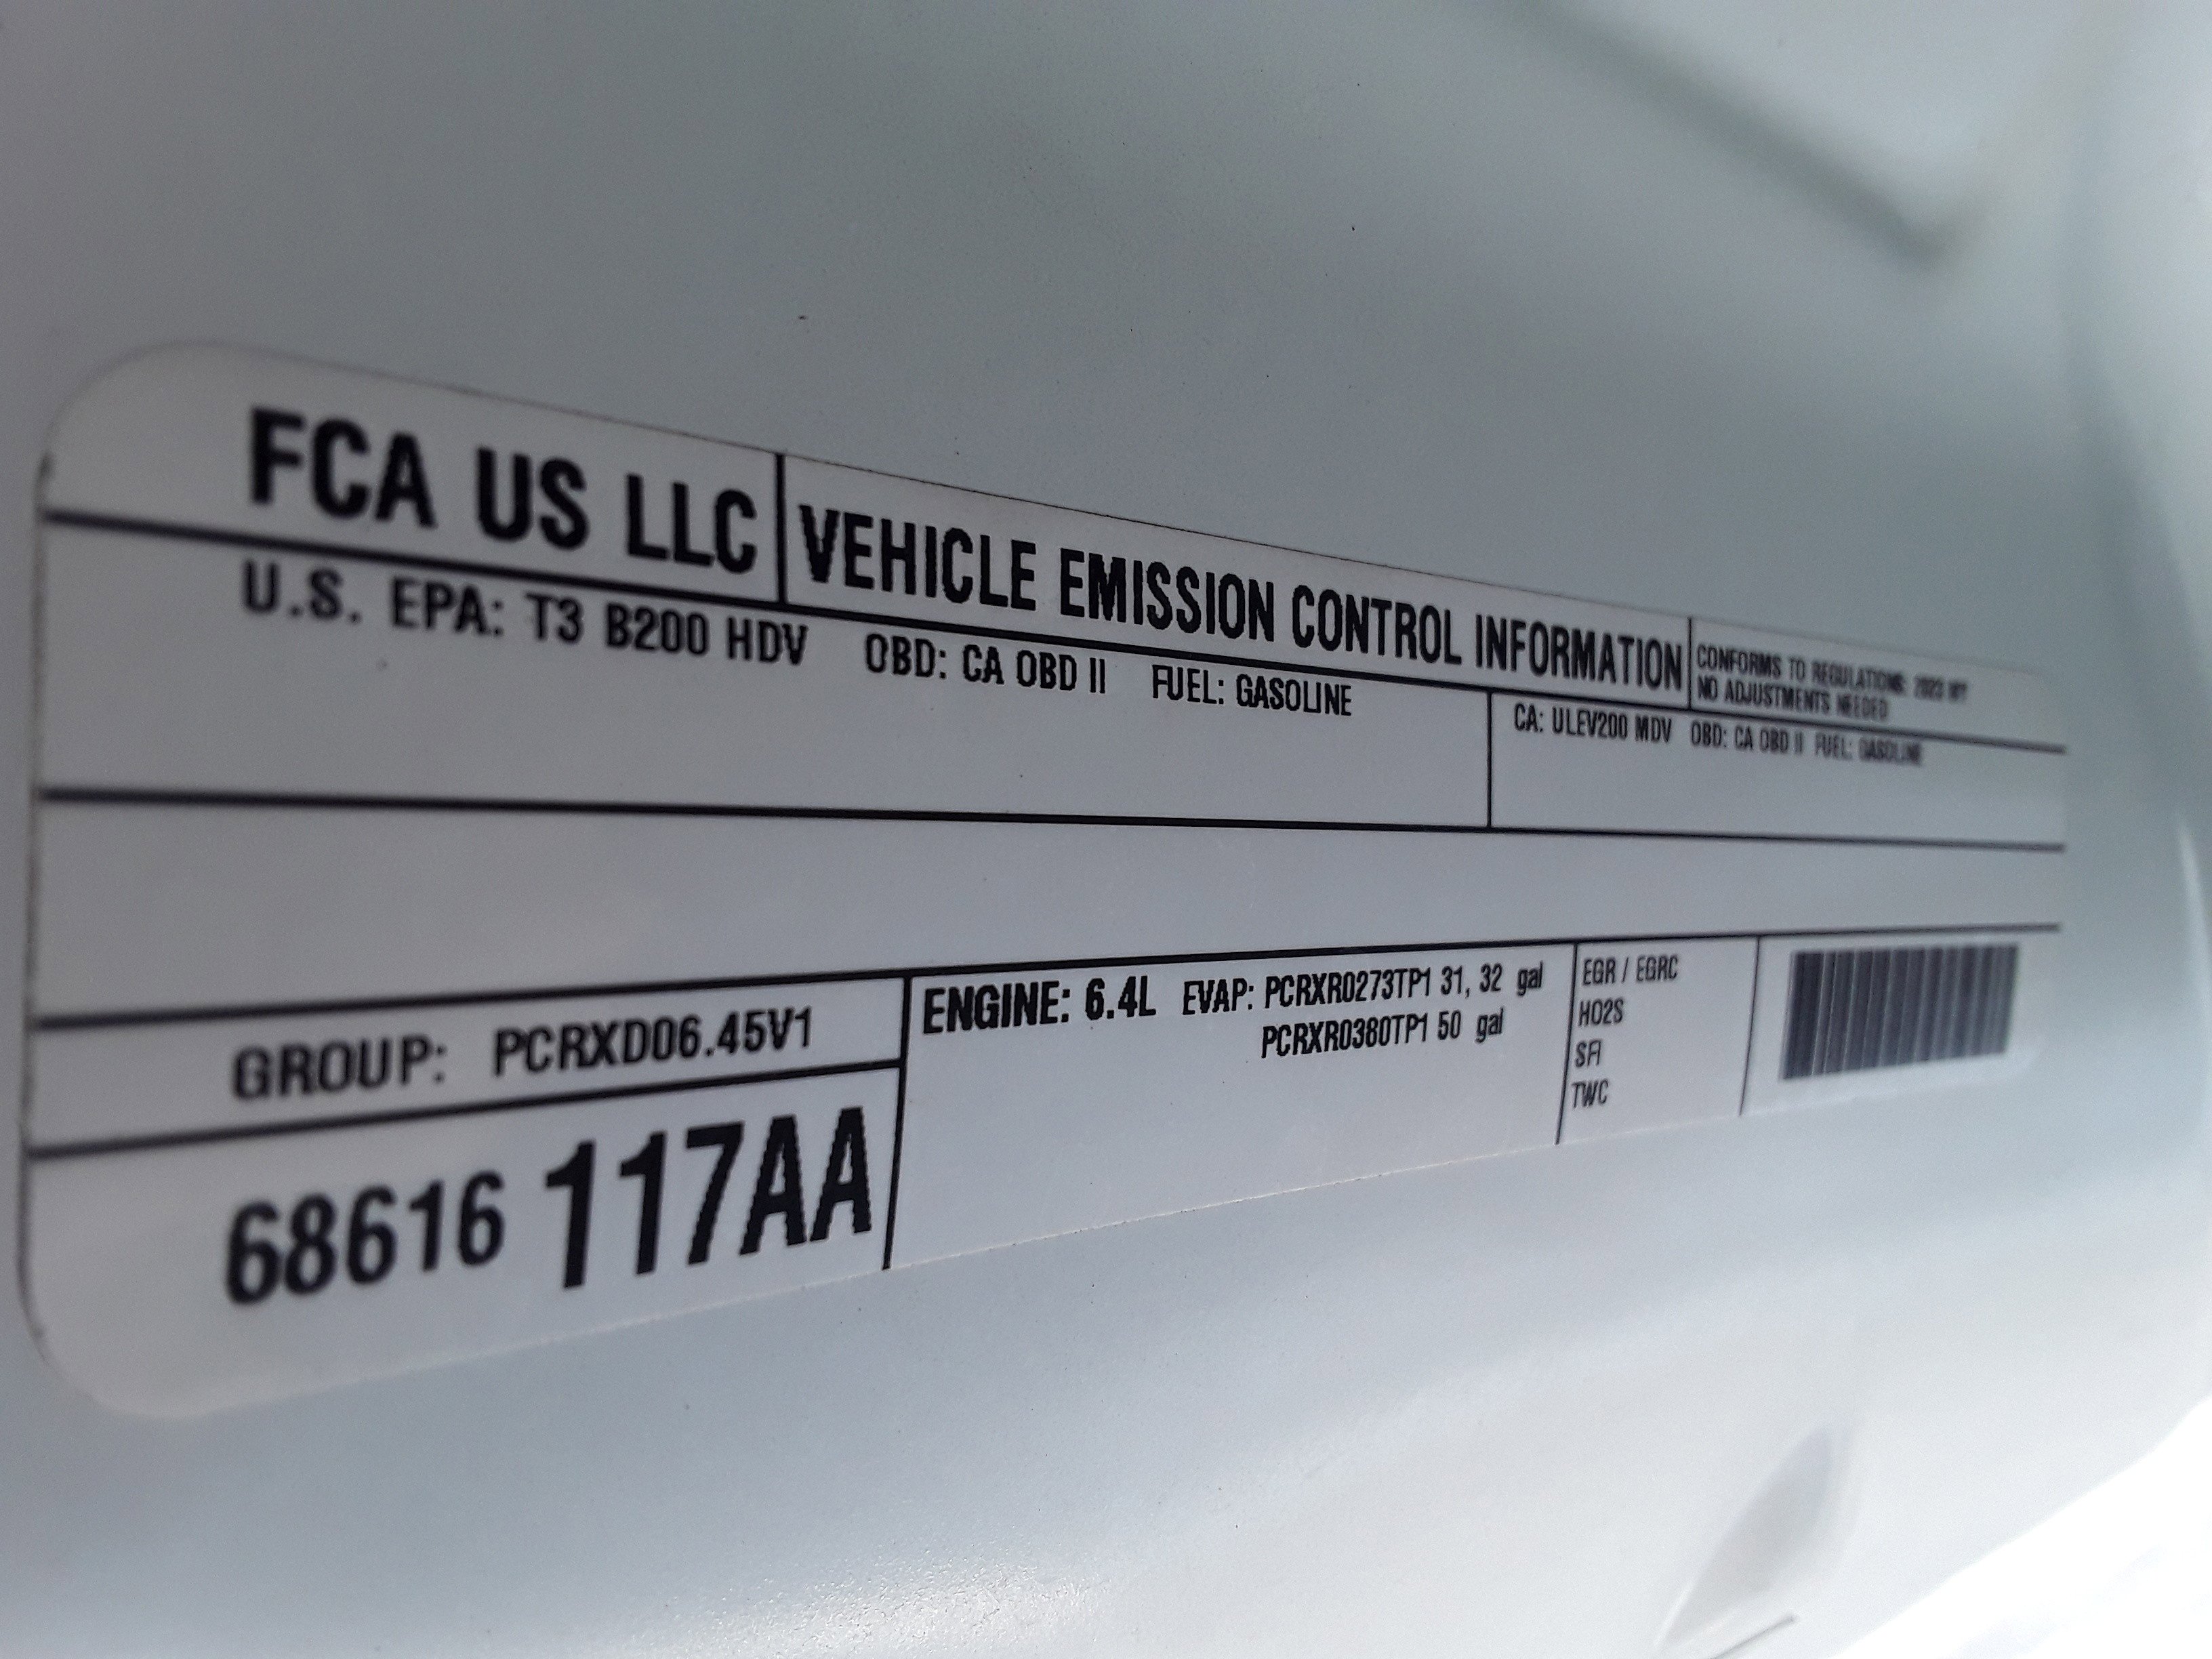 FCA US LLC
VEHICLE EMISSION CONTROL INFORMATION
CONFORMS TO REGULATIONS: 2023 MY
NO ADJUSTMENTS NEEDED
U.S. EPA: T3 B200 HDV OBD: CA OBD II FUEL: GASOLINE
CA: ULEV200 MDV OBD: CA OBD II FUEL: GASOLINE
GROUP: PCRXD06.45V1
68616 117AA
ENGINE: 6.4L EVAP: PCRXR0273TP1 31, 32 gal
PCRXR0380TP1 50 gal
EGR / EGRC
HO2S
SFI
TWC